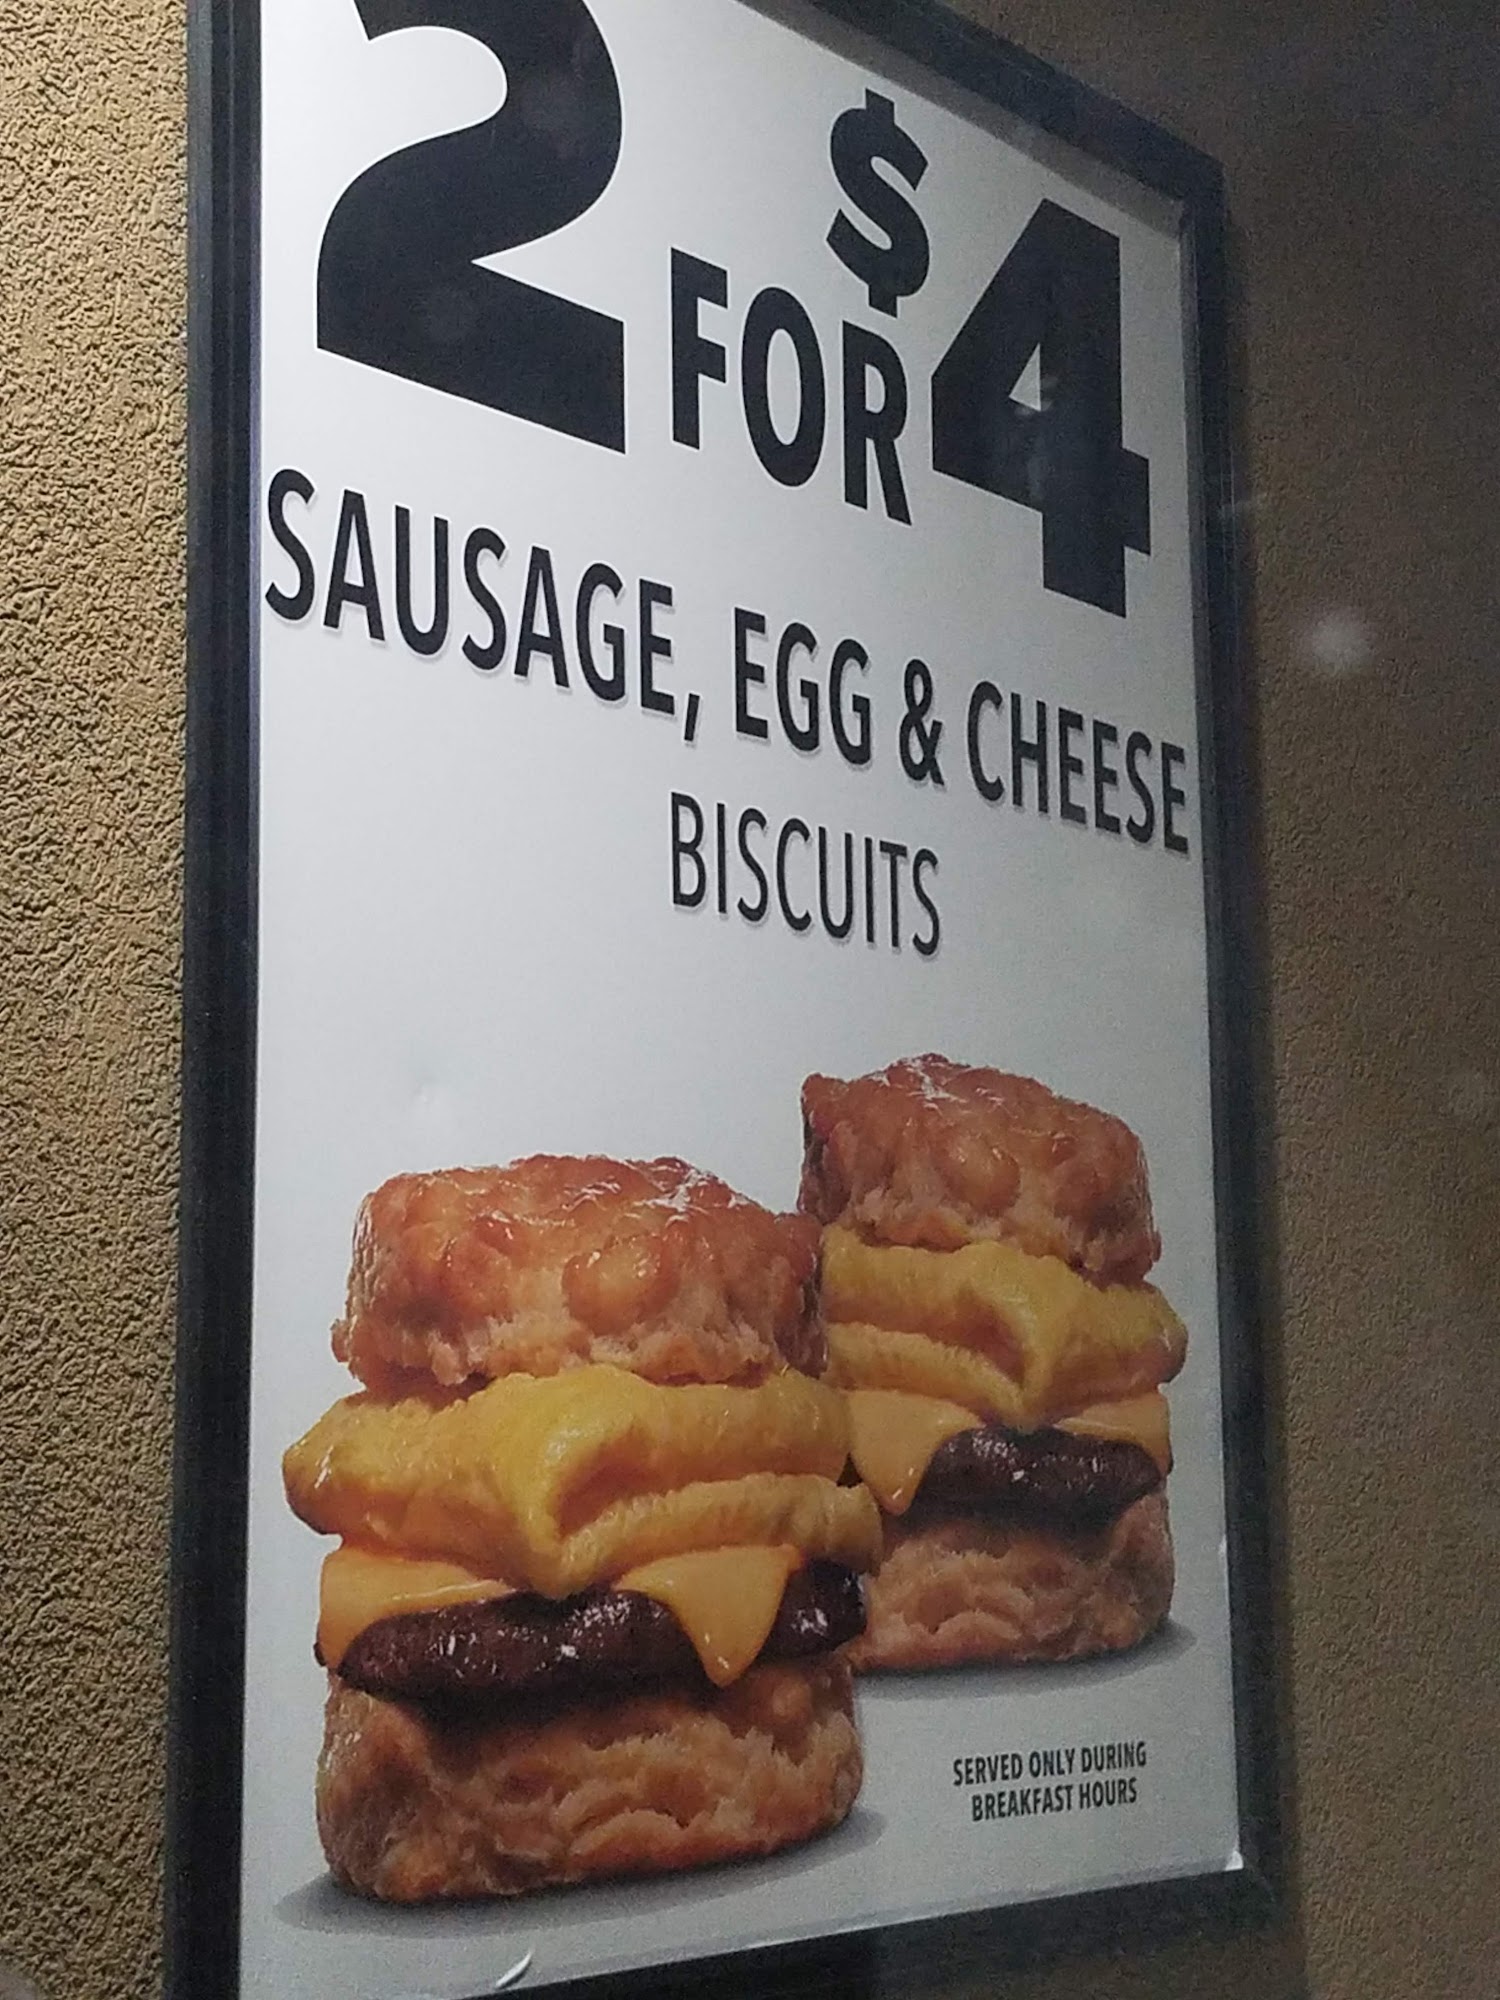 2 FOR $4
SAUSAGE, EGG & CHEESE
BISCUITS
SERVED ONLY DURING
BREAKFAST HOURS